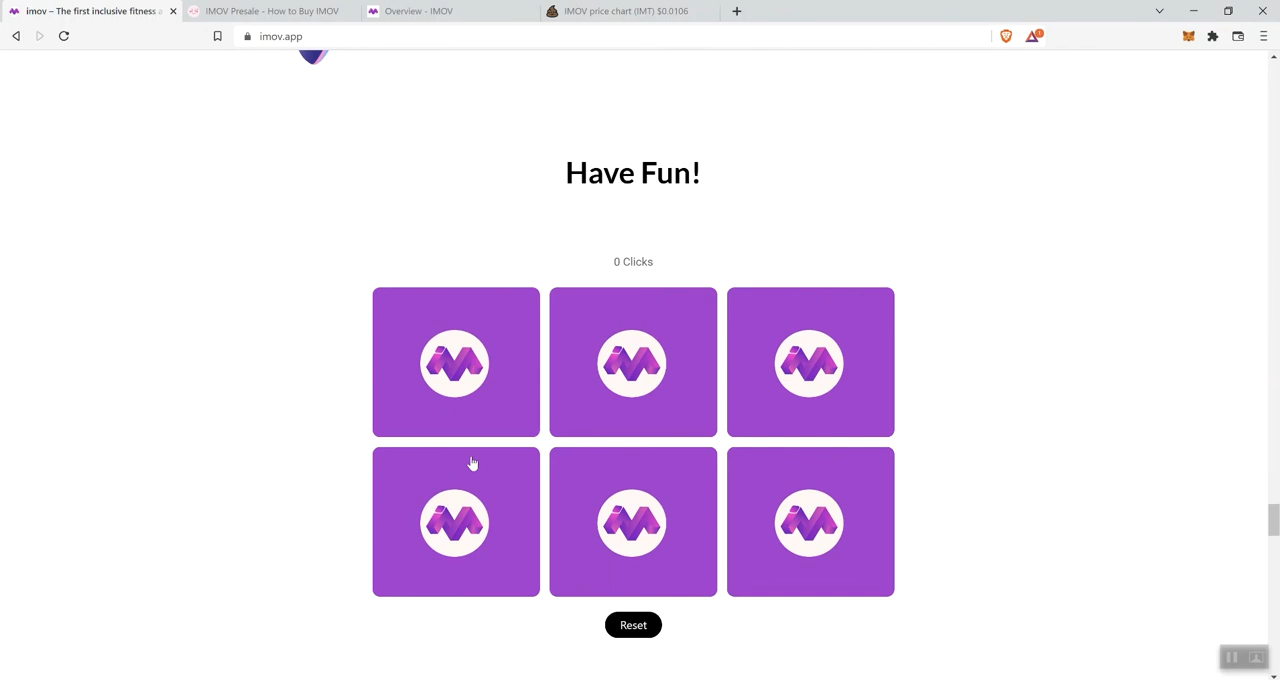 imov – The first inclusive fitness a
IMOV Presale - How to Buy IMOV
Overview - IMOV
IMOV price chart (IMT) $0.0106
imov.app
1
Have Fun!
0 Clicks
Reset